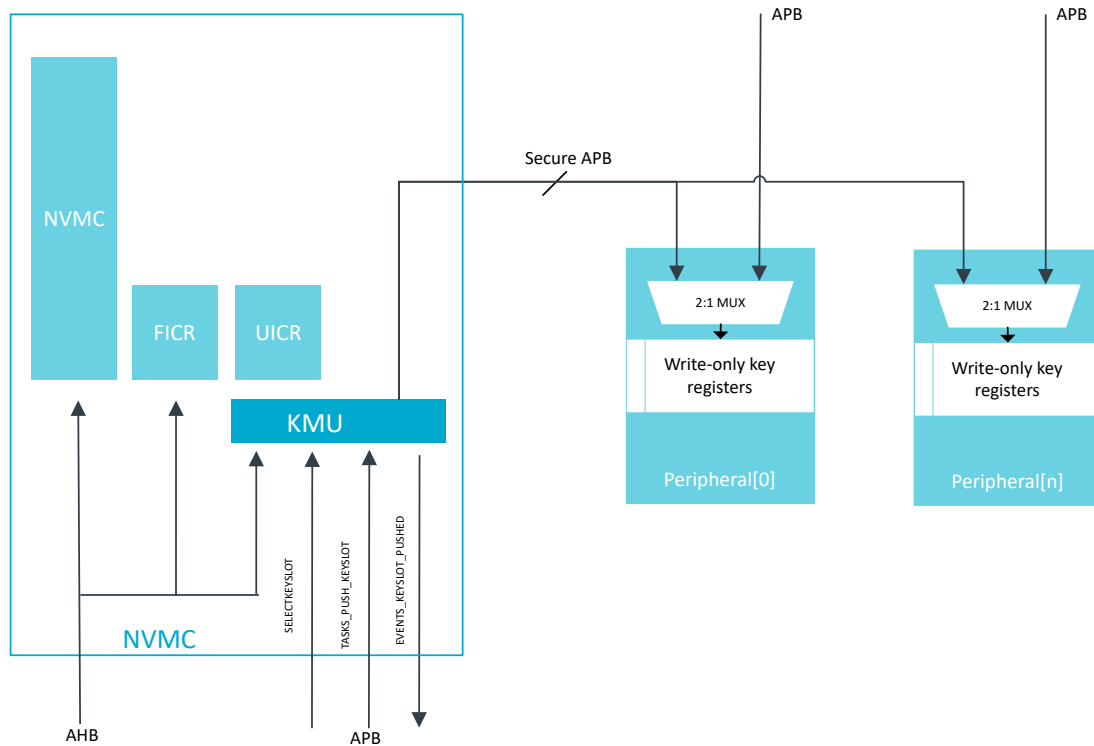 APB
APB
Secure APB
NVMC
FICR
UICR
KMU
2:1 MUX
Write-only key
registers
Peripheral[0]
2:1 MUX
Write-only key
registers
Peripheral[n]
SELECTKEYSLOT
TASKS_PUSH_KEYSLOT
EVENTS_KEYSLOT_PUSHED
NVMC
AHB
APB